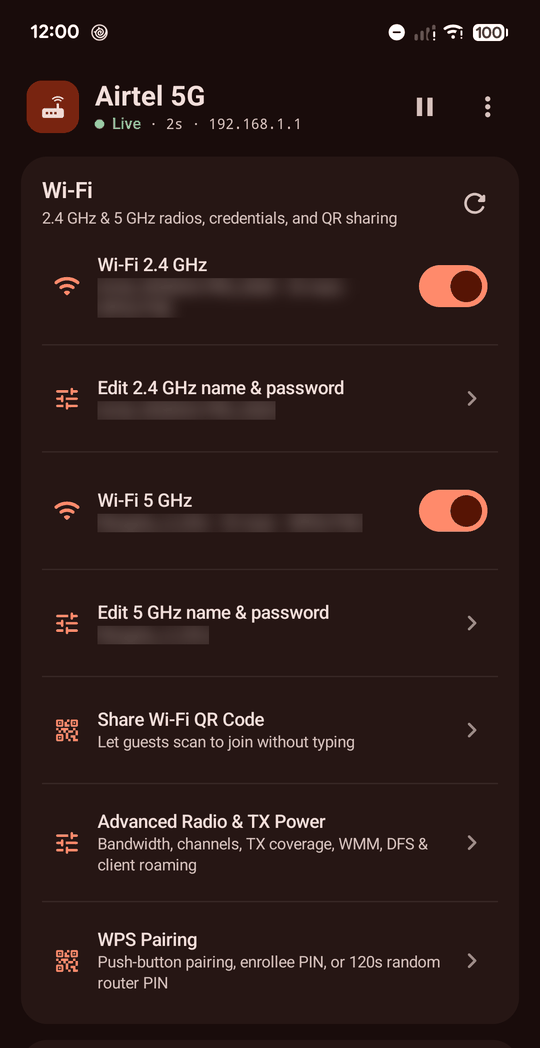 12:00
100
Airtel 5G
Live · 2s · 192.168.1.1
Wi-Fi
2.4 GHz & 5 GHz radios, credentials, and QR sharing
Wi-Fi 2.4 GHz
Edit 2.4 GHz name & password
Wi-Fi 5 GHz
Edit 5 GHz name & password
Share Wi-Fi QR Code
Let guests scan to join without typing
Advanced Radio & TX Power
Bandwidth, channels, TX coverage, WMM, DFS &
client roaming
WPS Pairing
Push-button pairing, enrollee PIN, or 120s random
router PIN